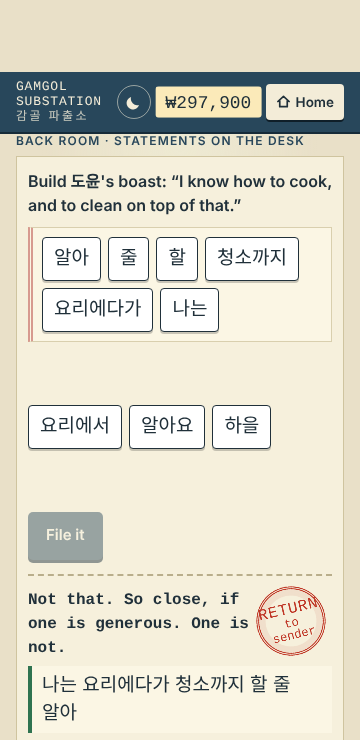 GAMGOL
SUBSTATION
감골 파출소
₩297,900
Home
BACK ROOM · STATEMENTS ON THE DESK
Build 도윤's boast: “I know how to cook,
and to clean on top of that.”
알아 줄 할 청소까지
요리에다가 나는
요리에서 알아요 하을
File it
Not that. So close, if
one is generous. One is
not.
RETURN
to
sender
나는 요리에다가 청소까지 할 줄
알아